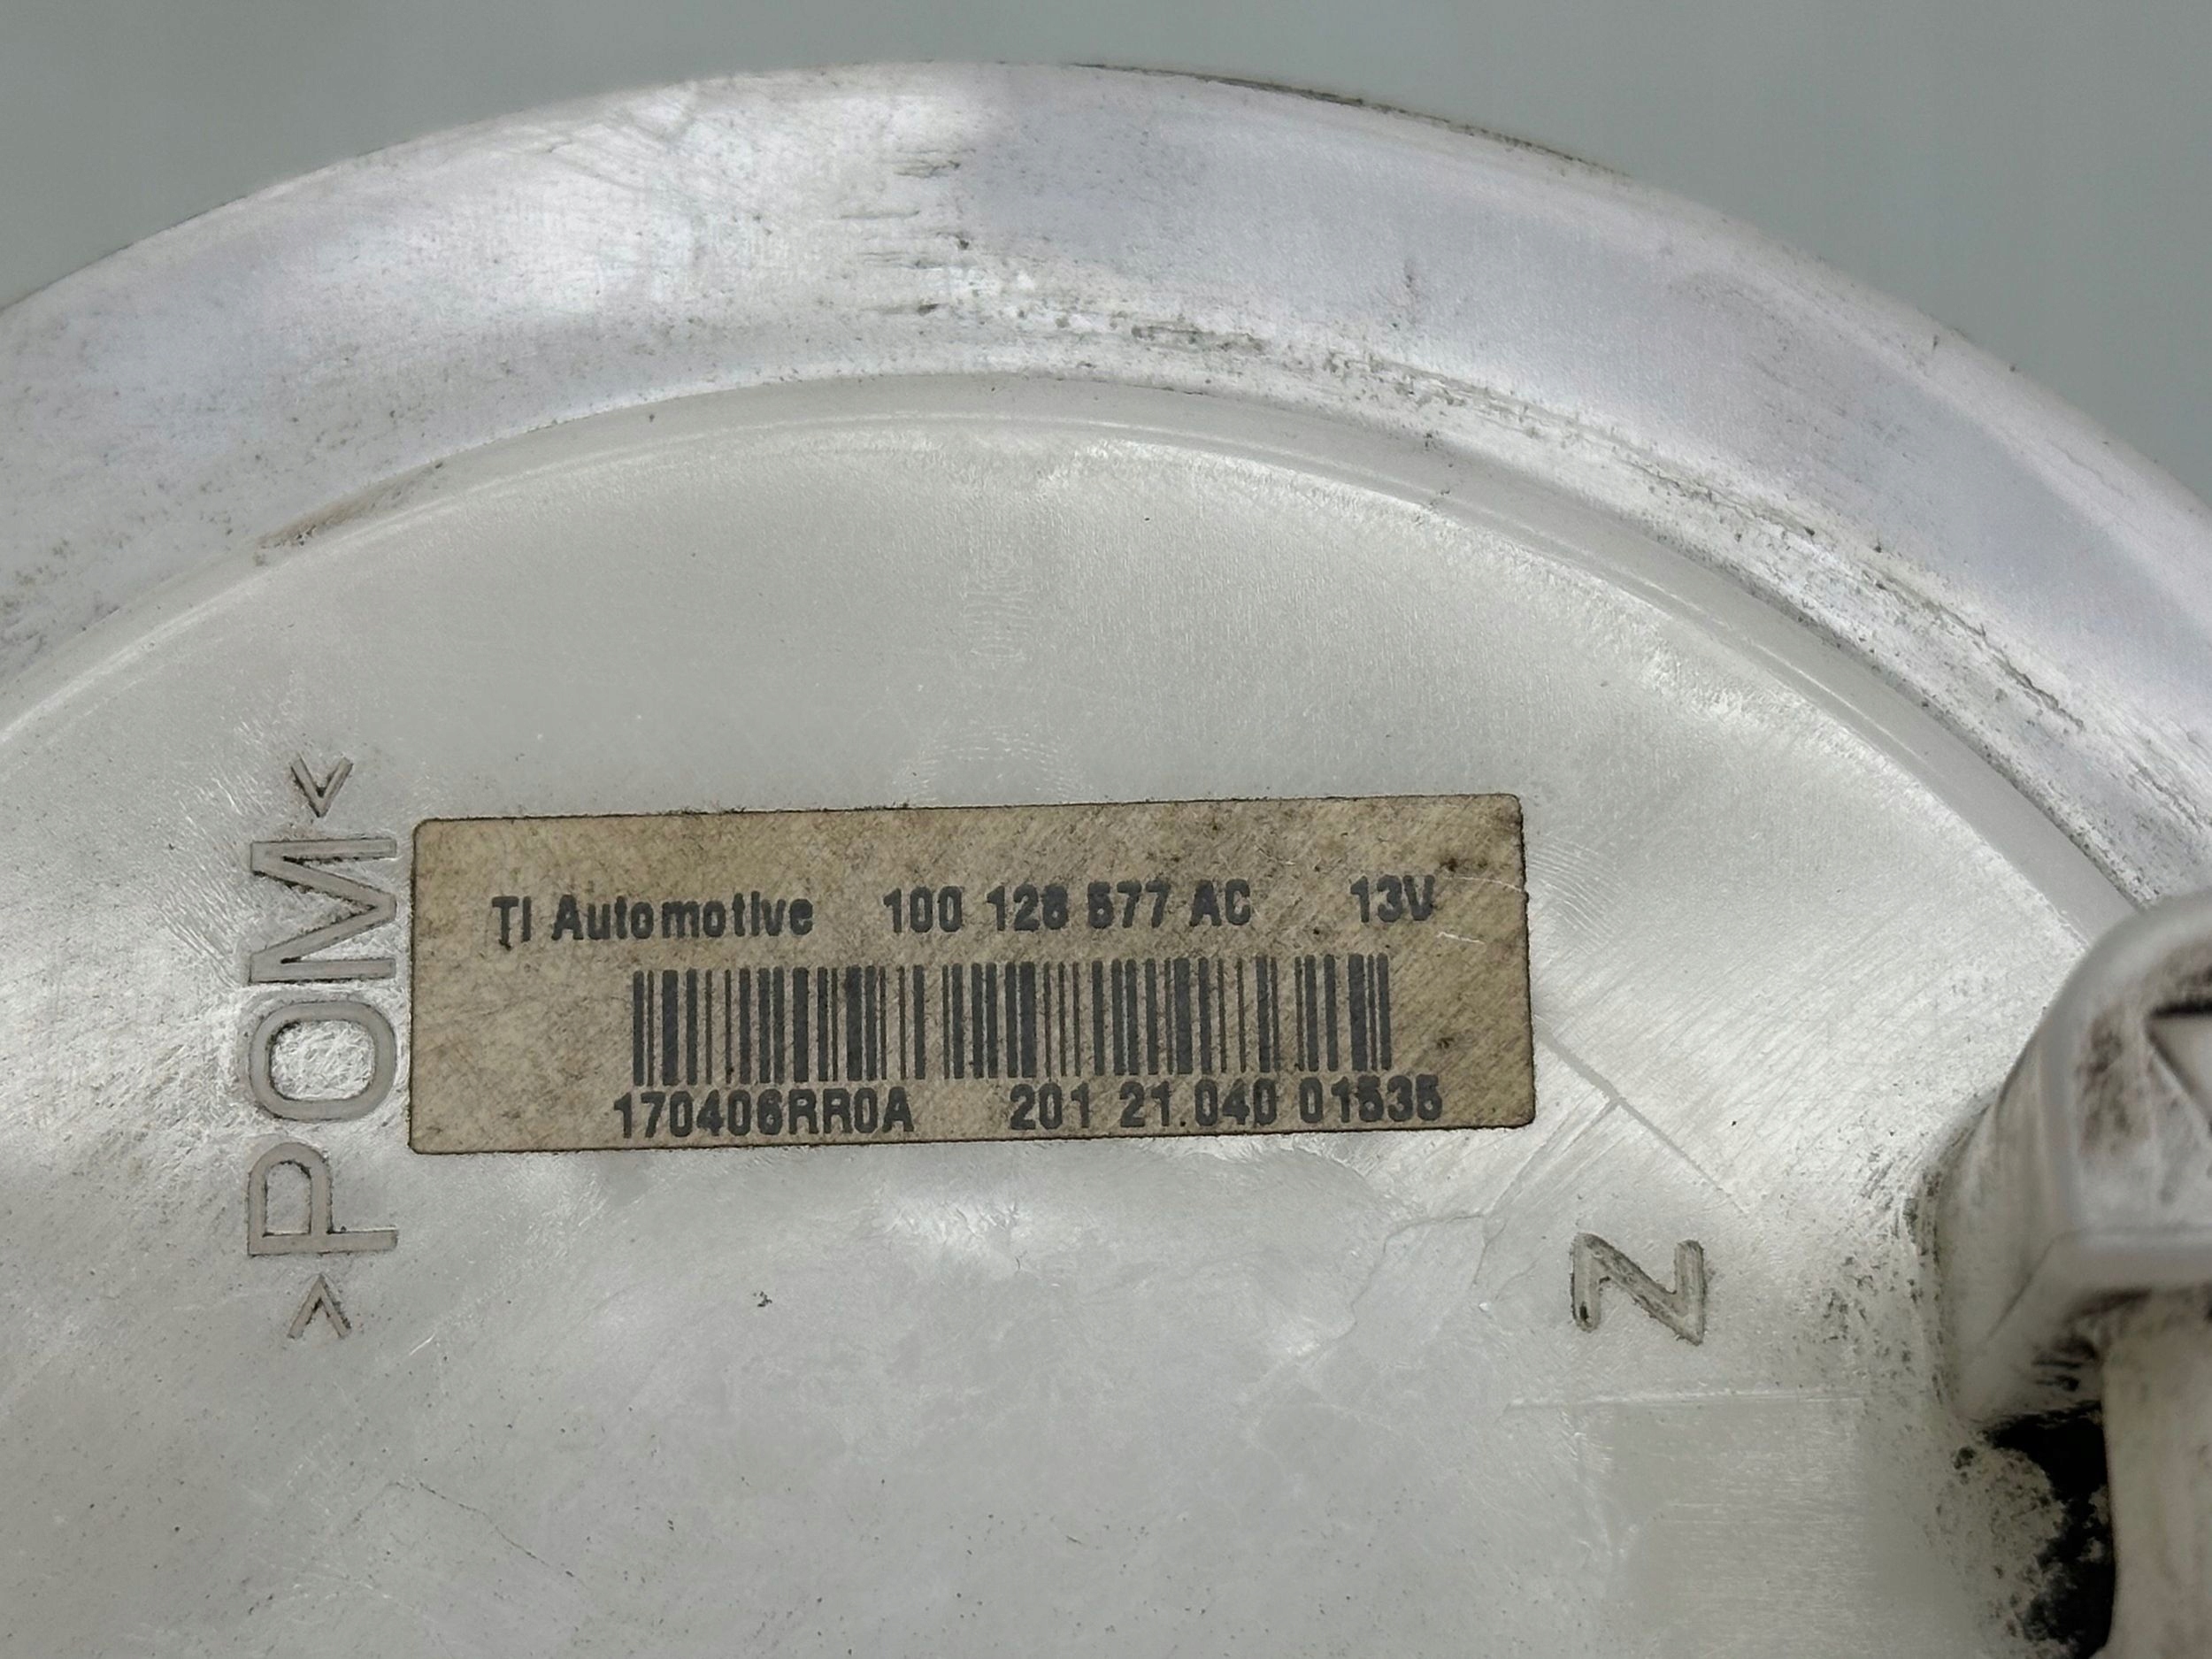 TI Automotive 100 128 577 AC 13V
170406RR0A 201 21.040 01535
>POM<
Z